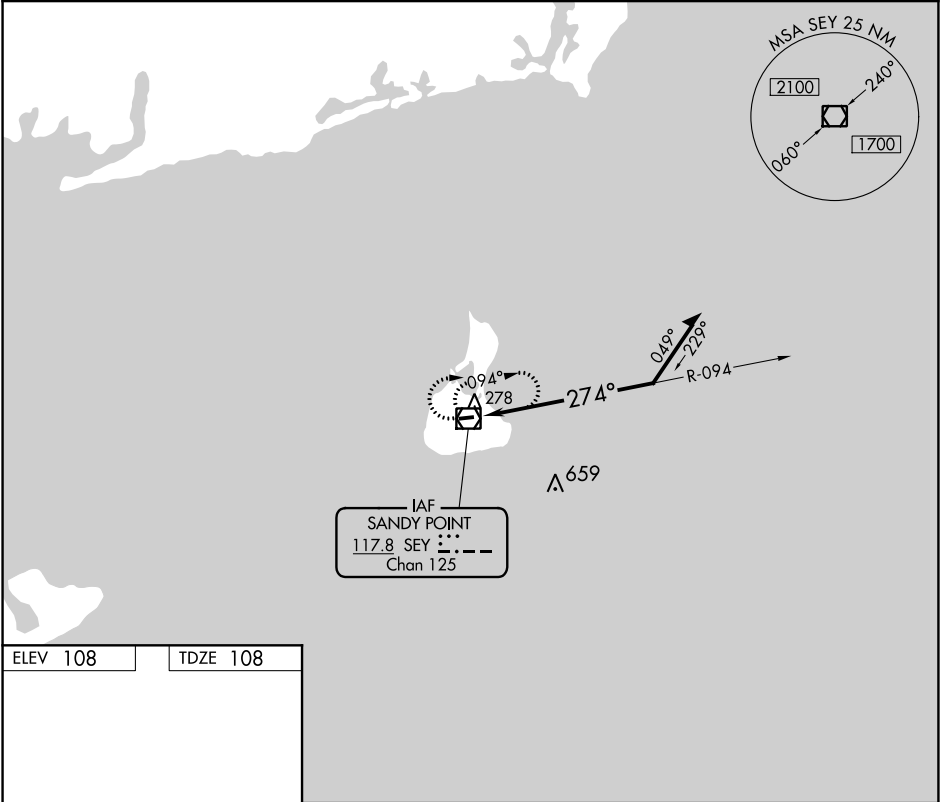 MSA SEY 25 NM
2100
240°
060°
1700
049°
229°
R-094
094°
278
274°
659
IAF
SANDY POINT
117.8 SEY
Chan 125
ELEV 108
TDZE 108